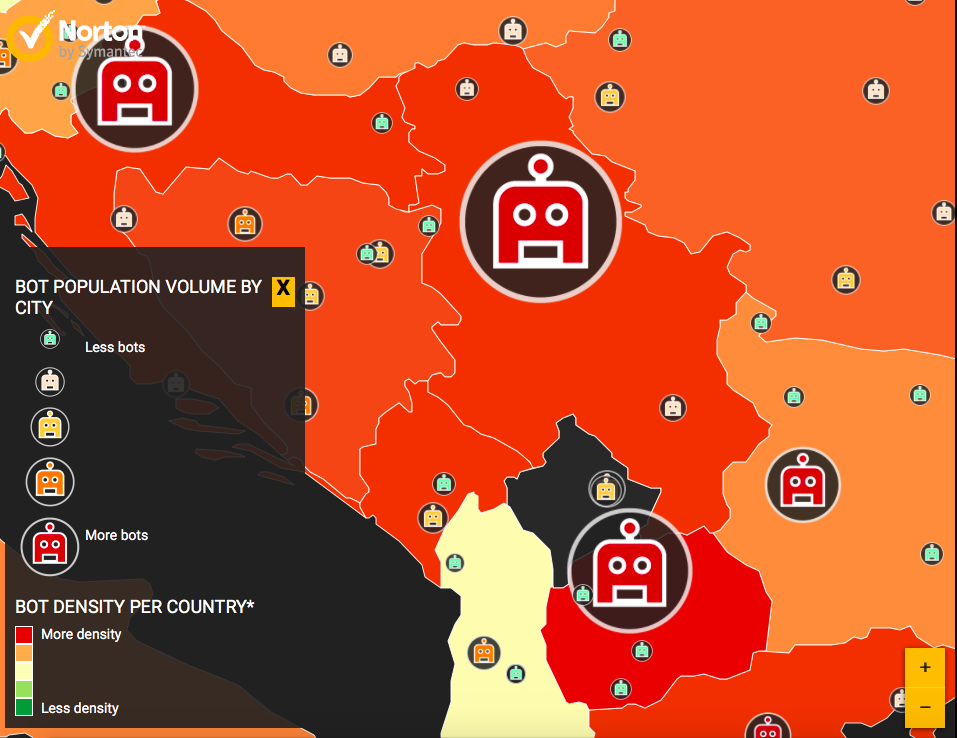 Norton
by Symantec
BOT POPULATION VOLUME BY
CITY
X
Less bots
More bots
BOT DENSITY PER COUNTRY*
More density
Less density
+
−